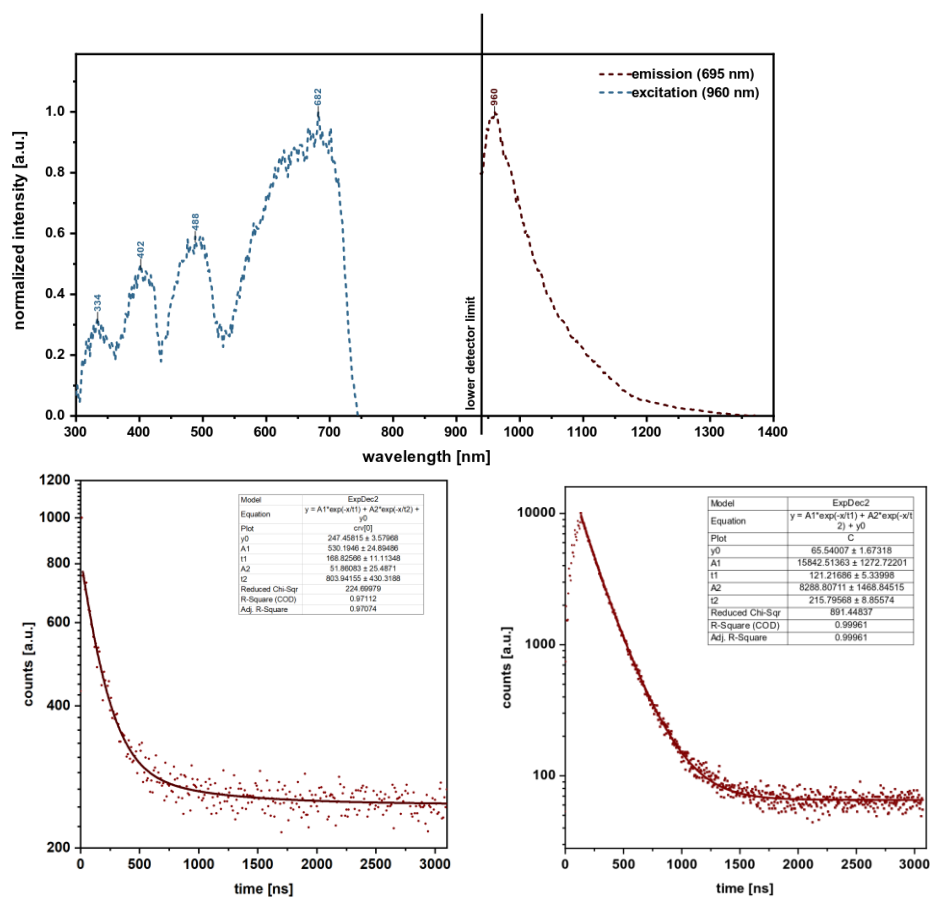 emission (695 nm)
excitation (960 nm)
normalized intensity [a.u.]
1.0
0.8
0.6
0.4
0.2
0.0
334
402
488
682
960
lower detector limit
300 400 500 600 700 800 900 1000 1100 1200 1300 1400
wavelength [nm]
counts [a.u.]
1200
1000
800
600
400
200
0 500 1000 1500 2000 2500 3000
time [ns]
Model ExpDec2
Equation y = A1*exp(-x/t1) + A2*exp(-x/t2) +
y0
Plot crv[0]
y0 247.45815 ± 3.57968
A1 530.1946 ± 24.89486
t1 168.82566 ± 11.11348
A2 51.86083 ± 25.4871
t2 803.94155 ± 430.3188
Reduced Chi-Sqr 224.69979
R-Square (COD) 0.97112
Adj. R-Square 0.97074
counts [a.u.]
10000
1000
100
0 500 1000 1500 2000 2500 3000
time [ns]
Model ExpDec2
Equation y = A1*exp(-x/t1) + A2*exp(-x/t
2) + y0
Plot C
y0 65.54007 ± 1.67318
A1 15842.51363 ± 1272.72201
t1 121.21686 ± 5.33998
A2 8288.80711 ± 1468.84515
t2 215.79568 ± 8.85574
Reduced Chi-Sqr 891.44837
R-Square (COD) 0.99961
Adj. R-Square 0.99961